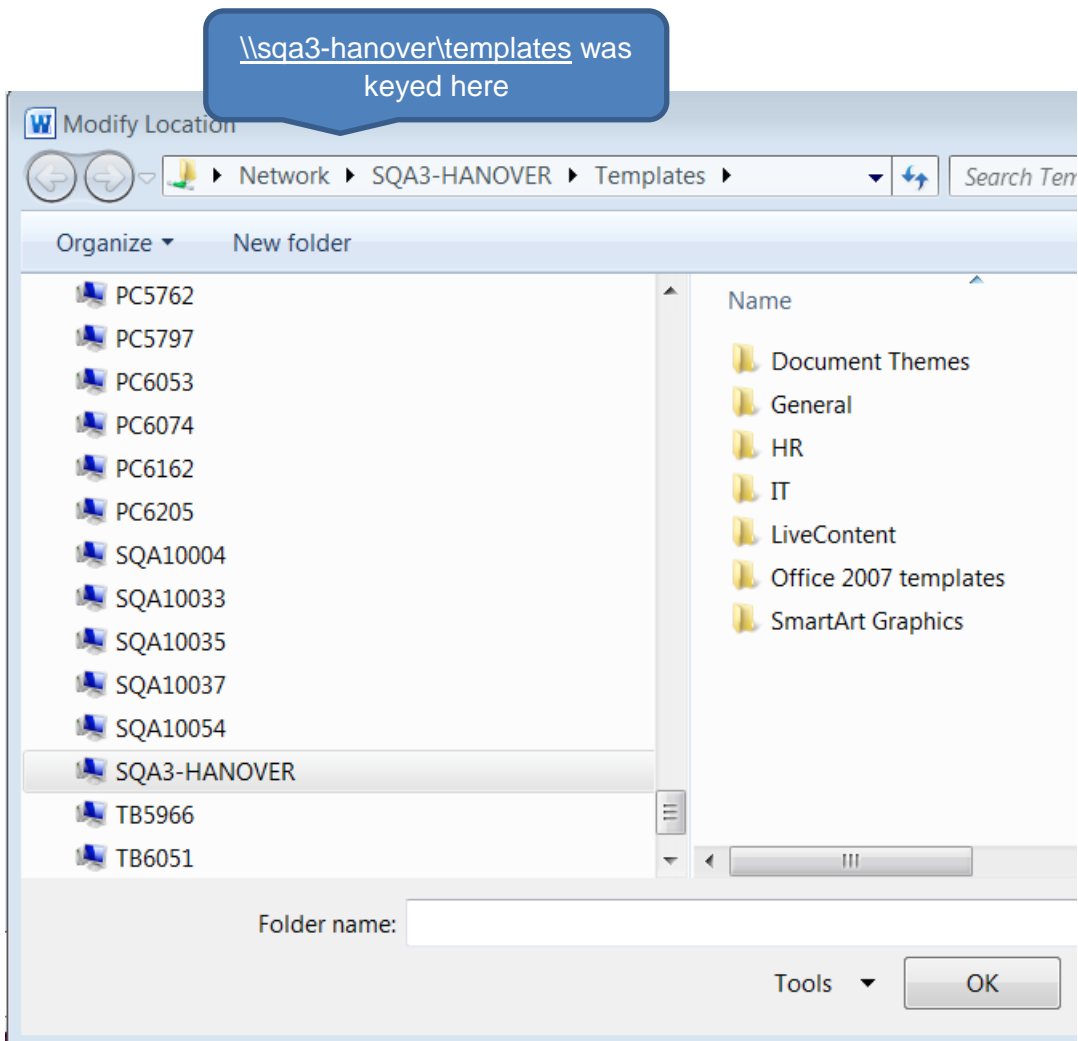 \\sqa3-hanover\templates was
keyed here
Modify Location
Network SQA3-HANOVER Templates
Search Tem
Organize New folder
PC5762
PC5797
PC6053
PC6074
PC6162
PC6205
SQA10004
SQA10033
SQA10035
SQA10037
SQA10054
SQA3-HANOVER
TB5966
TB6051
Name
Document Themes
General
HR
IT
LiveContent
Office 2007 templates
SmartArt Graphics
Folder name:
Tools OK